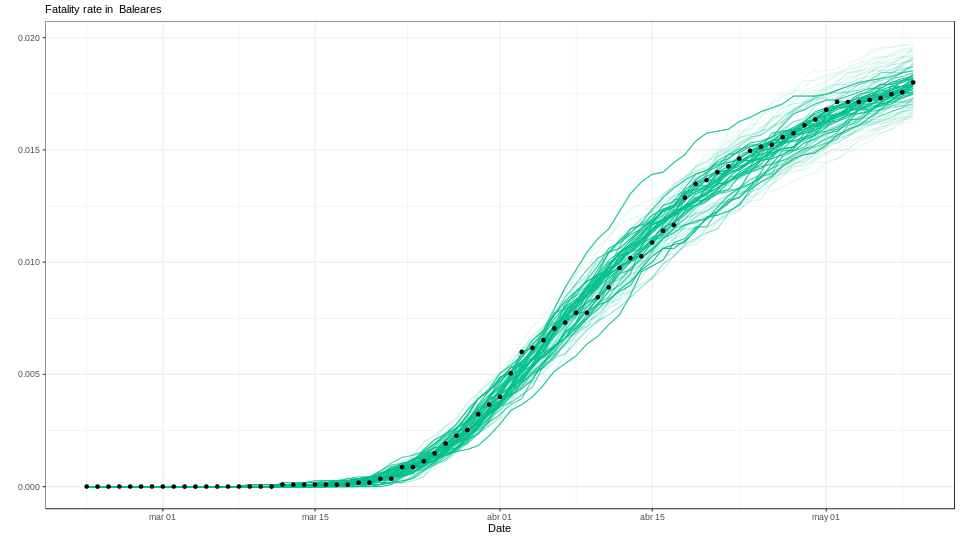 Fatality rate in  Baleares
0.020
0.015
0.010
0.005
0.000
mar 01
mar 15
abr 01
abr 15
may 01
Date